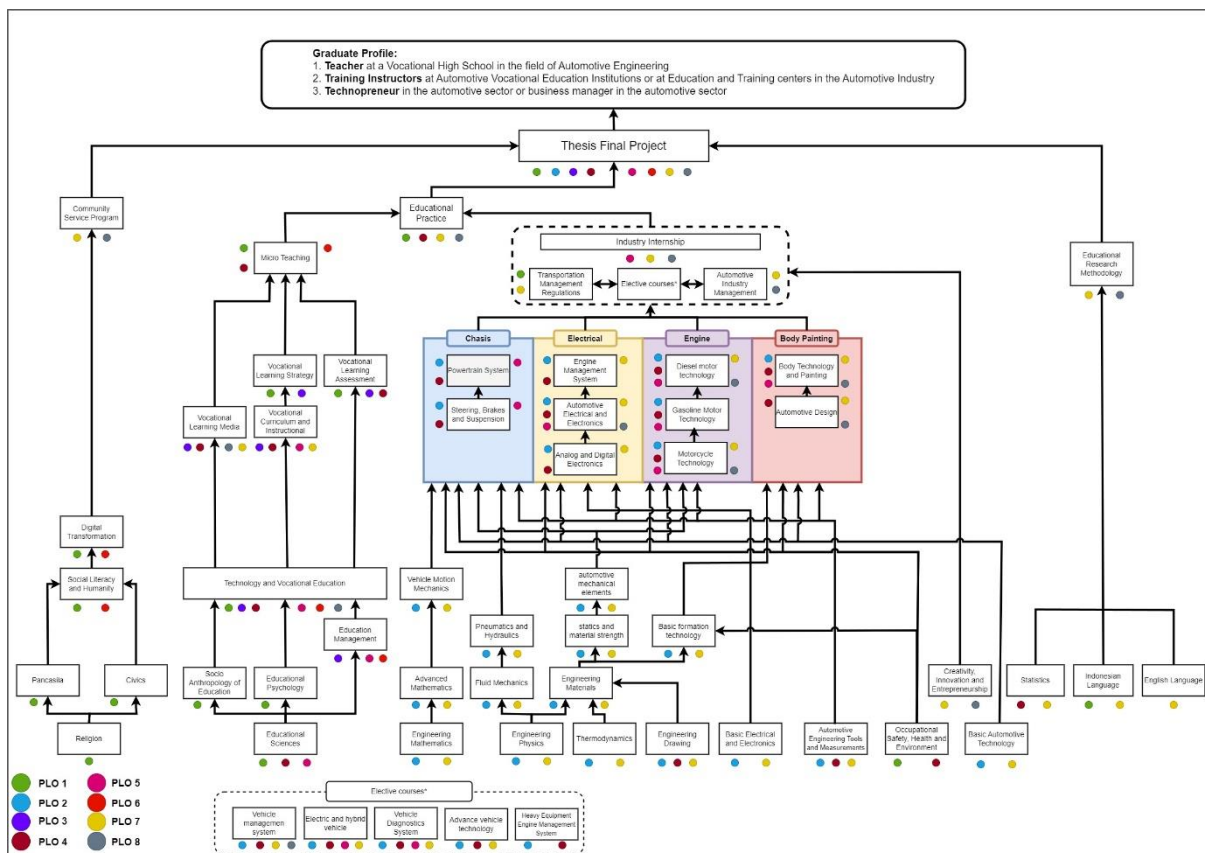 Graduate Profile:
1. Teacher at a Vocational High School in the field of Automotive Engineering
2. Training Instructors at Automotive Vocational Education Institutions or at Education and Training centers in the Automotive Industry
3. Technopreneur in the automotive sector or business manager in the automotive sector
Thesis Final Project
Community
Service Program
Educational
Practice
Industry Internship
Micro Teaching
Transportation
Management
Regulations
Elective courses*
Automotive
Industry
Management
Educational
Research
Methodology
Chasis
Electrical
Engine
Body Painting
Powertrain System
Engine
Management
System
Diesel motor
technology
Body Technology
and Painting
Vocational
Learning Strategy
Vocational
Learning
Assessment
Steering, Brakes
and Suspension
Automotive
Electrical and
Electronics
Gasoline Motor
Technology
Automotive Design
Vocational
Learning Media
Vocational
Curriculum and
Instructional
Analog and Digital
Electronics
Motorcycle
Technology
Digital
Transformation
Social Literacy
and Humanity
Technology and Vocational Education
Vehicle Motion
Mechanics
automotive
mechanical
elements
Education
Management
Pneumatics and
Hydraulics
statics and
material strength
Basic formation
technology
Pancasila
Civics
Socio
Anthropology of
Education
Educational
Psychology
Advanced
Mathematics
Fluid Mechanics
Engineering
Materials
Creativity,
Innovation and
Entrepreneurship
Statistics
Indonesian
Language
English Language
Religion
Educational
Sciences
Engineering
Mathematics
Engineering
Physics
Thermodynamics
Engineering
Drawing
Basic Electrical
and Electronics
Automotive
Engineering Tools
and Measurements
Occupational
Safety, Health and
Environment
Basic Automotive
Technology
PLO 1
PLO 5
PLO 2
PLO 6
PLO 3
PLO 7
PLO 4
PLO 8
Elective courses*
Vehicle
managemen
system
Electric and hybrid
vehicle
Vehicle
Diagnostics
System
Advance vehicle
technology
Heavy Equipment
Engine Management
System